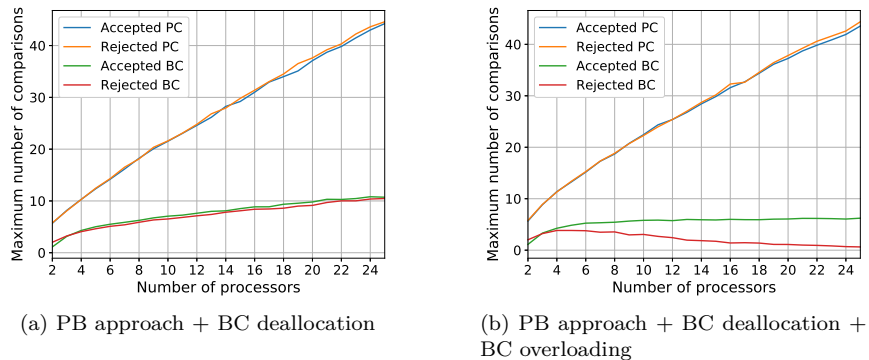 Maximum number of comparisons
40
30
20
10
0
Accepted PC
Rejected PC
Accepted BC
Rejected BC
2 4 6 8 10 12 14 16 18 20 22 24
Number of processors
(a) PB approach + BC deallocation
Maximum number of comparisons
40
30
20
10
0
Accepted PC
Rejected PC
Accepted BC
Rejected BC
2 4 6 8 10 12 14 16 18 20 22 24
Number of processors
(b) PB approach + BC deallocation +
BC overloading